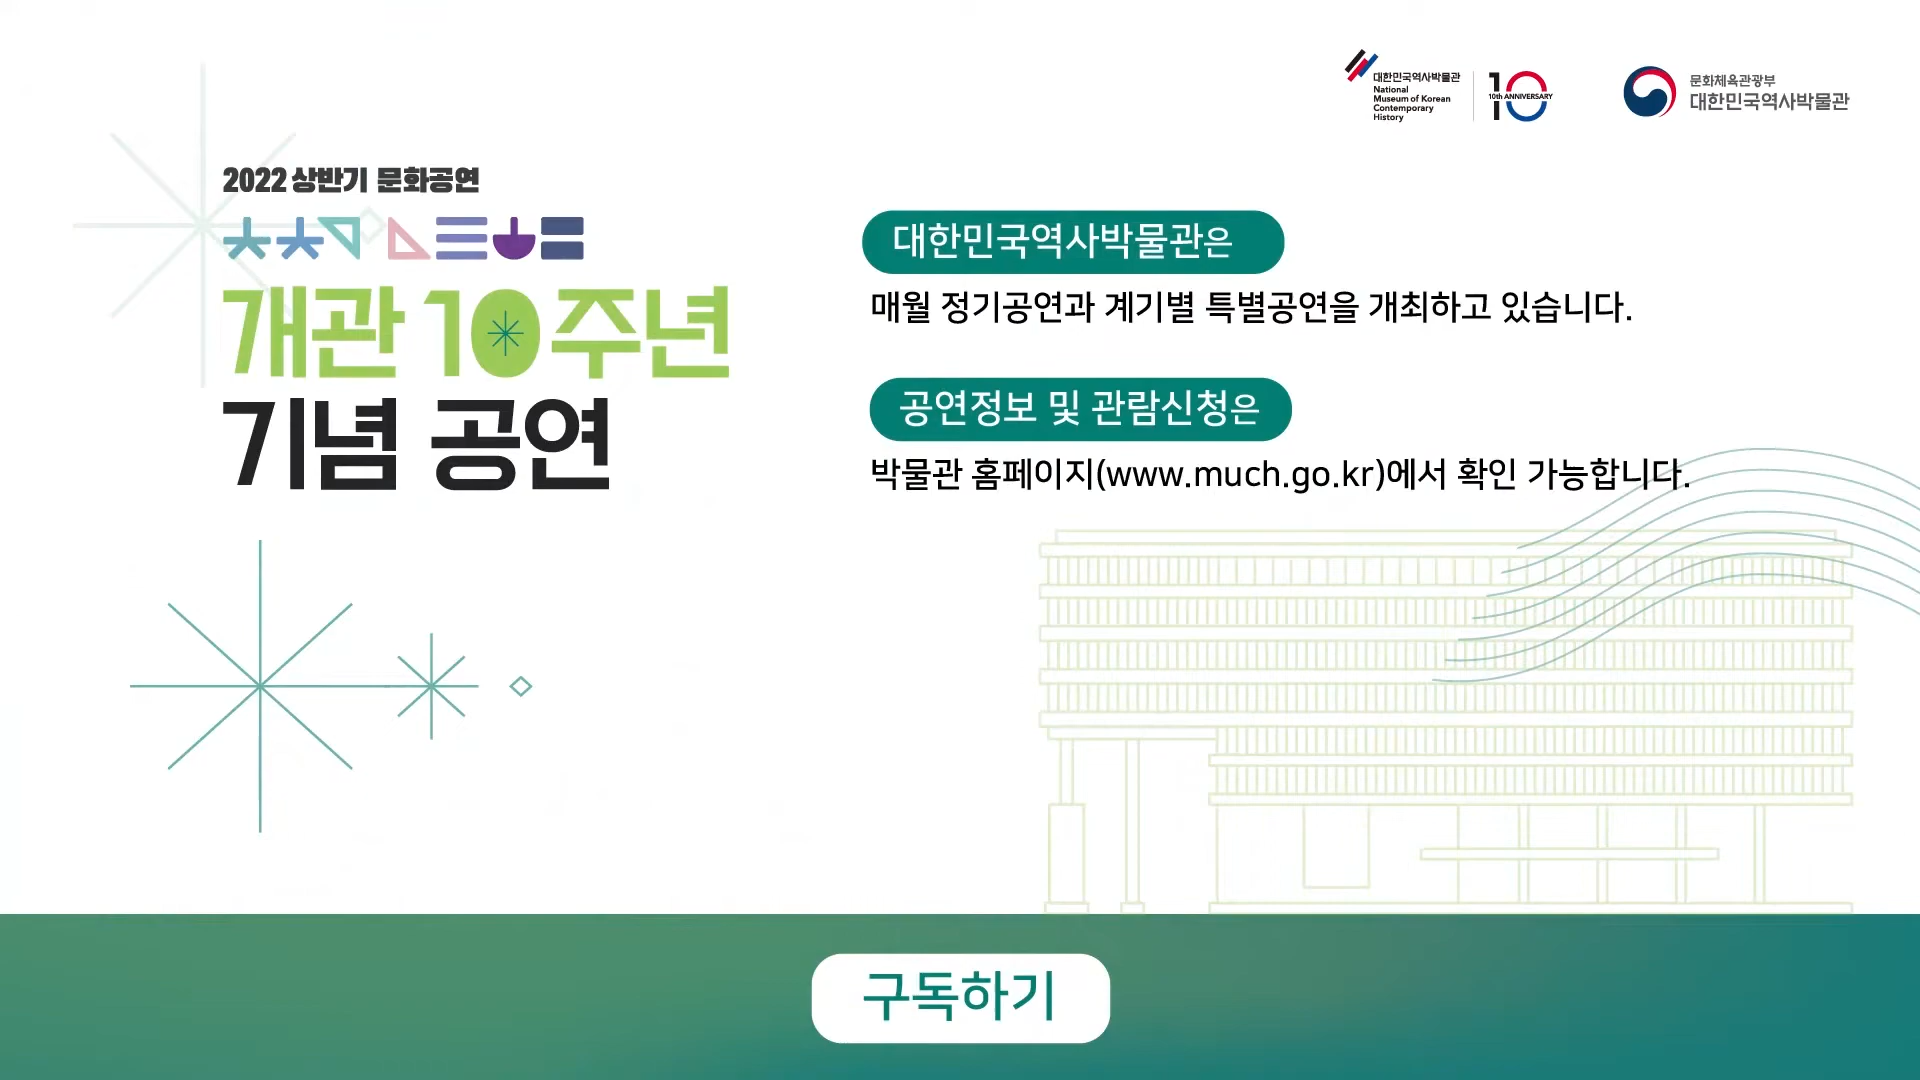 대한민국역사박물관
National
Museum of Korean
Contemporary
History
10
10th ANNIVERSARY
문화체육관광부
대한민국역사박물관
2022 상반기 문화공연
개관 10주년
기념 공연
대한민국역사박물관은
매월 정기공연과 계기별 특별공연을 개최하고 있습니다.
공연정보 및 관람신청은
박물관 홈페이지(www.much.go.kr)에서 확인 가능합니다.
구독하기